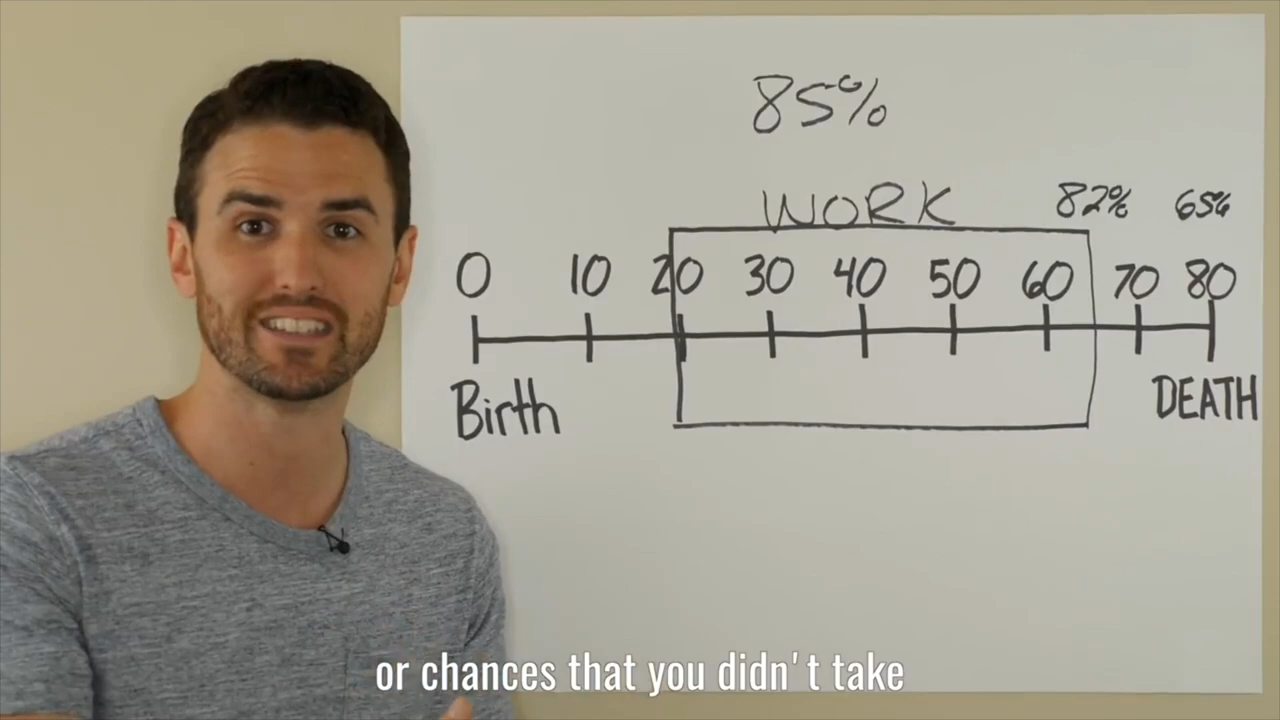 85%
WORK
82% 65%
0 10 20 30 40 50 60 70 80
Birth
DEATH
or chances that you didn't take